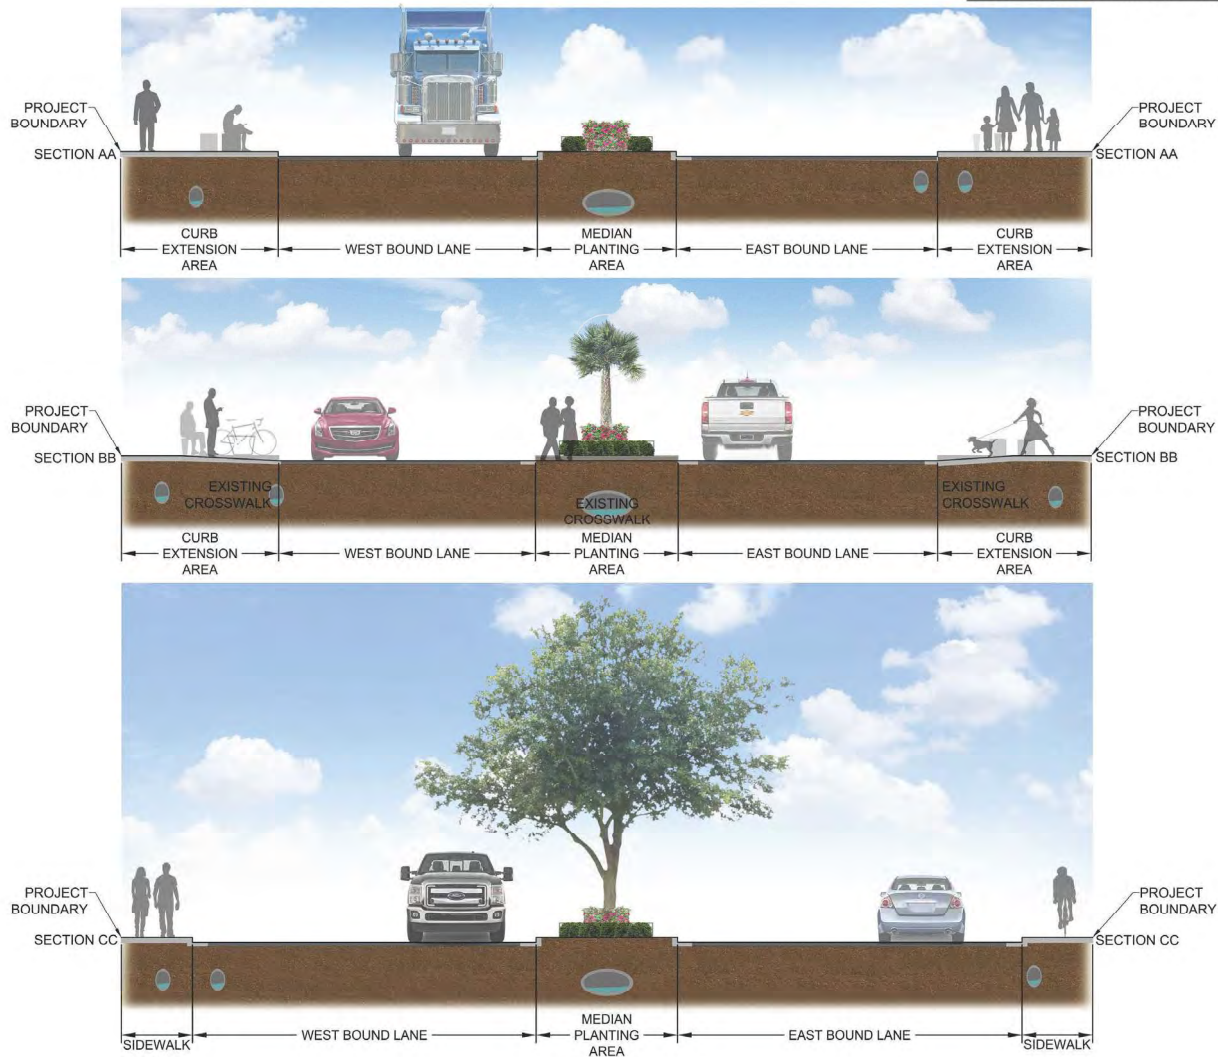 PROJECT
BOUNDARY
SECTION AA
PROJECT
BOUNDARY
SECTION AA
CURB
EXTENSION
AREA
WEST BOUND LANE
MEDIAN
PLANTING
AREA
EAST BOUND LANE
CURB
EXTENSION
AREA
PROJECT
BOUNDARY
SECTION BB
PROJECT
BOUNDARY
SECTION BB
EXISTING
CROSSWALK
EXISTING
CROSSWALK
EXISTING
CROSSWALK
CURB
EXTENSION
AREA
WEST BOUND LANE
MEDIAN
PLANTING
AREA
EAST BOUND LANE
CURB
EXTENSION
AREA
PROJECT
BOUNDARY
SECTION CC
PROJECT
BOUNDARY
SECTION CC
SIDEWALK
WEST BOUND LANE
MEDIAN
PLANTING
AREA
EAST BOUND LANE
SIDEWALK